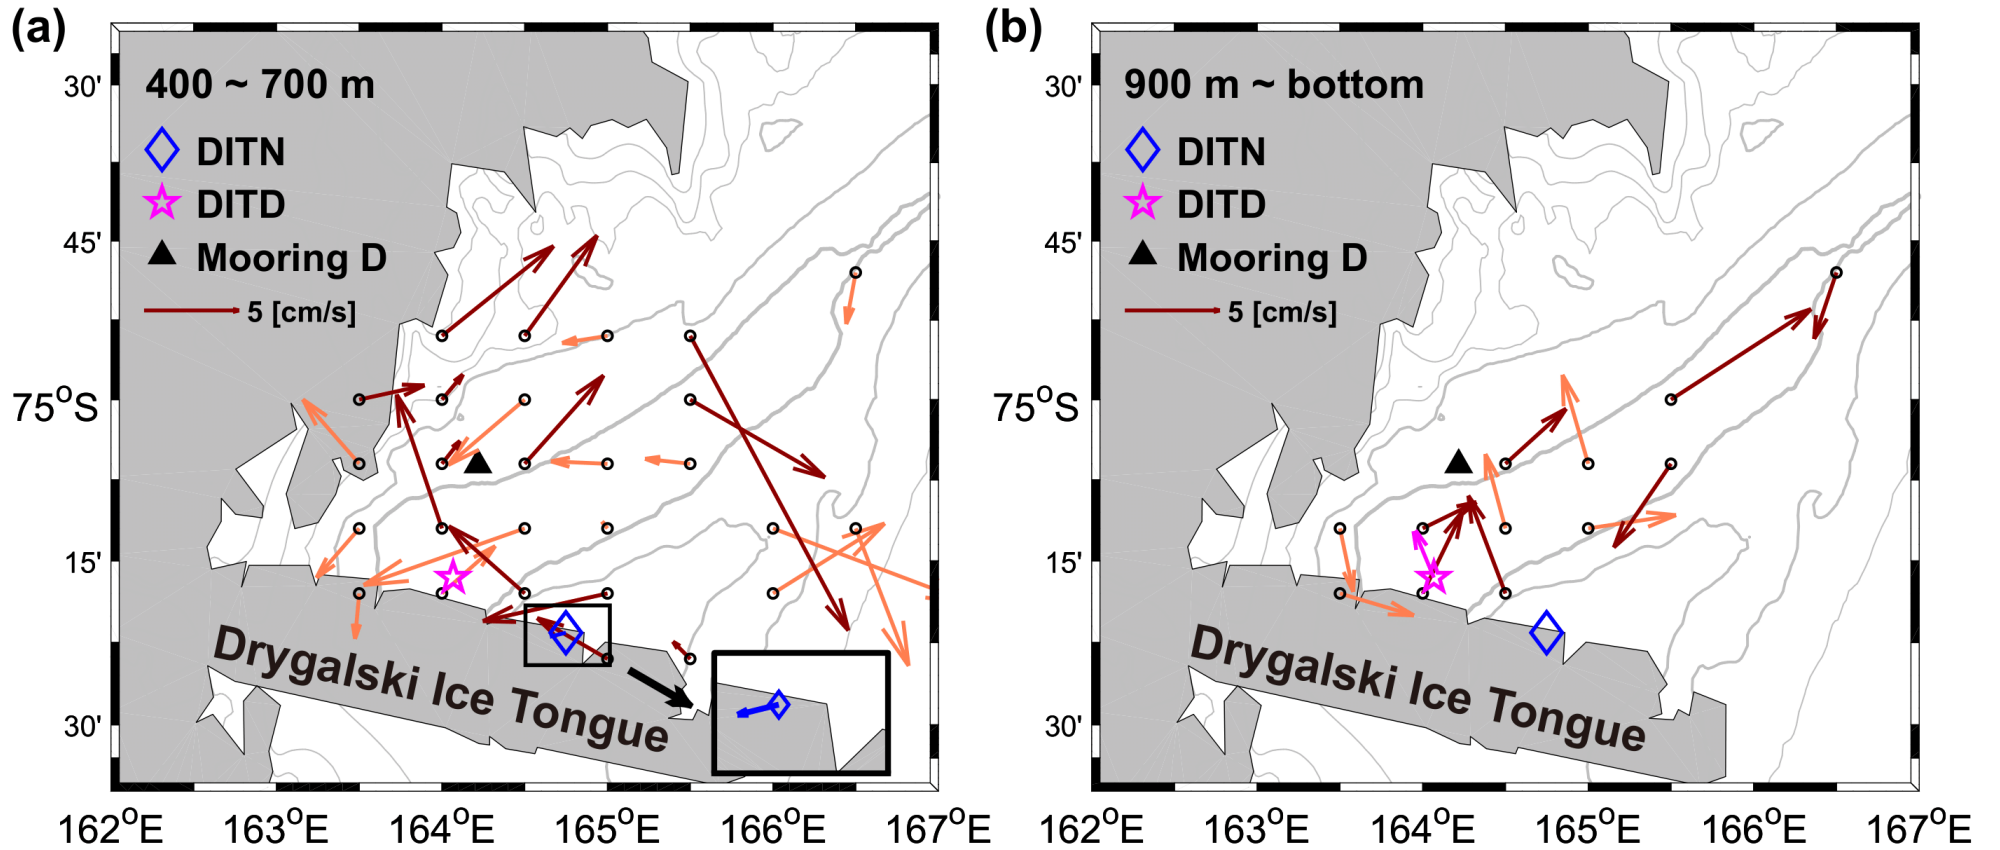 (a)
400 ~ 700 m
DITN
DITD
Mooring D
5 [cm/s]
30'
45'
75°S
15'
30'
Drygalski Ice Tongue
162°E 163°E 164°E 165°E 166°E 167°E
(b)
900 m ~ bottom
DITN
DITD
Mooring D
5 [cm/s]
30'
45'
75°S
15'
30'
Drygalski Ice Tongue
162°E 163°E 164°E 165°E 166°E 167°E